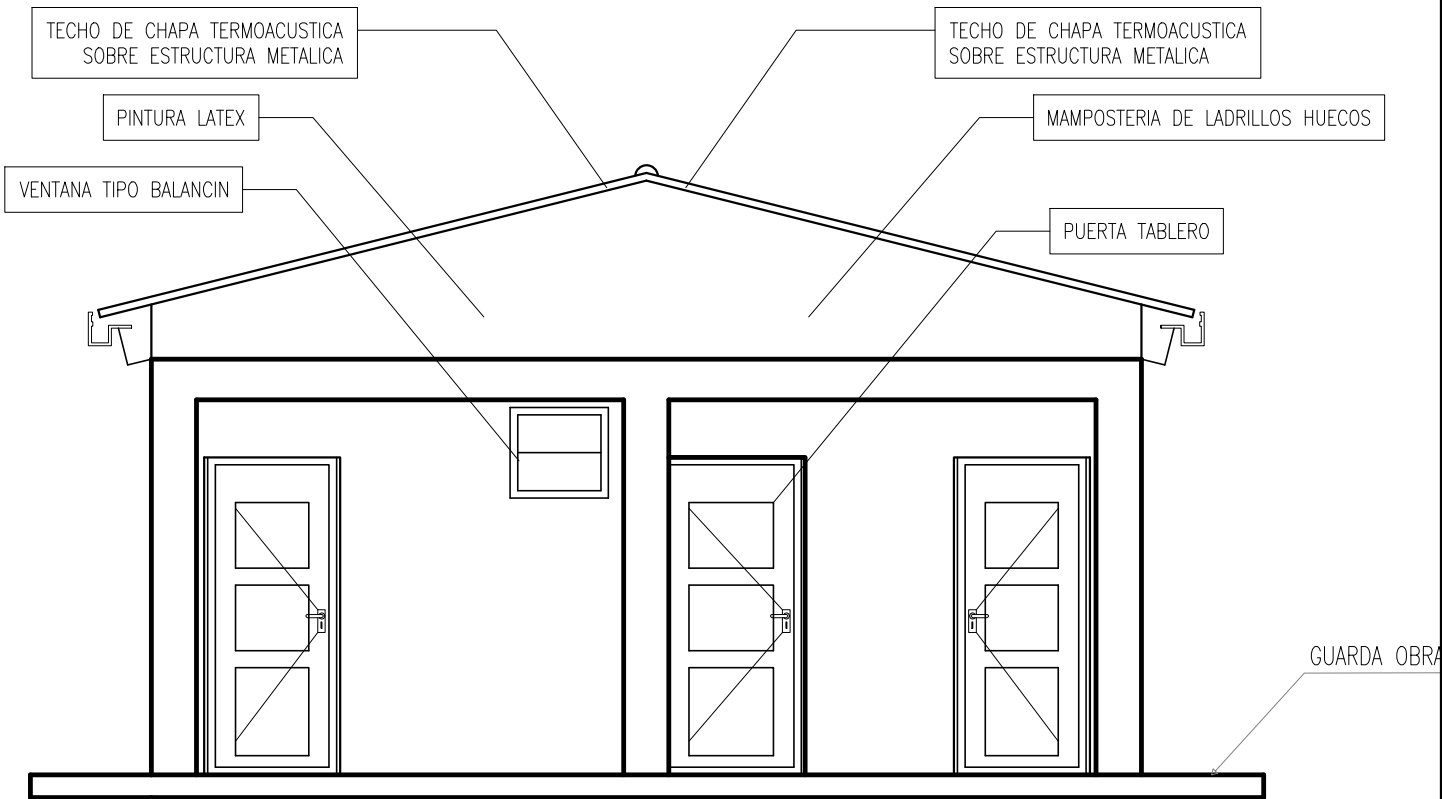 TECHO DE CHAPA TERMOACUSTICA
SOBRE ESTRUCTURA METALICA
TECHO DE CHAPA TERMOACUSTICA
SOBRE ESTRUCTURA METALICA
PINTURA LATEX
MAMPOSTERIA DE LADRILLOS HUECOS
VENTANA TIPO BALANCIN
PUERTA TABLERO
GUARDA OBRA